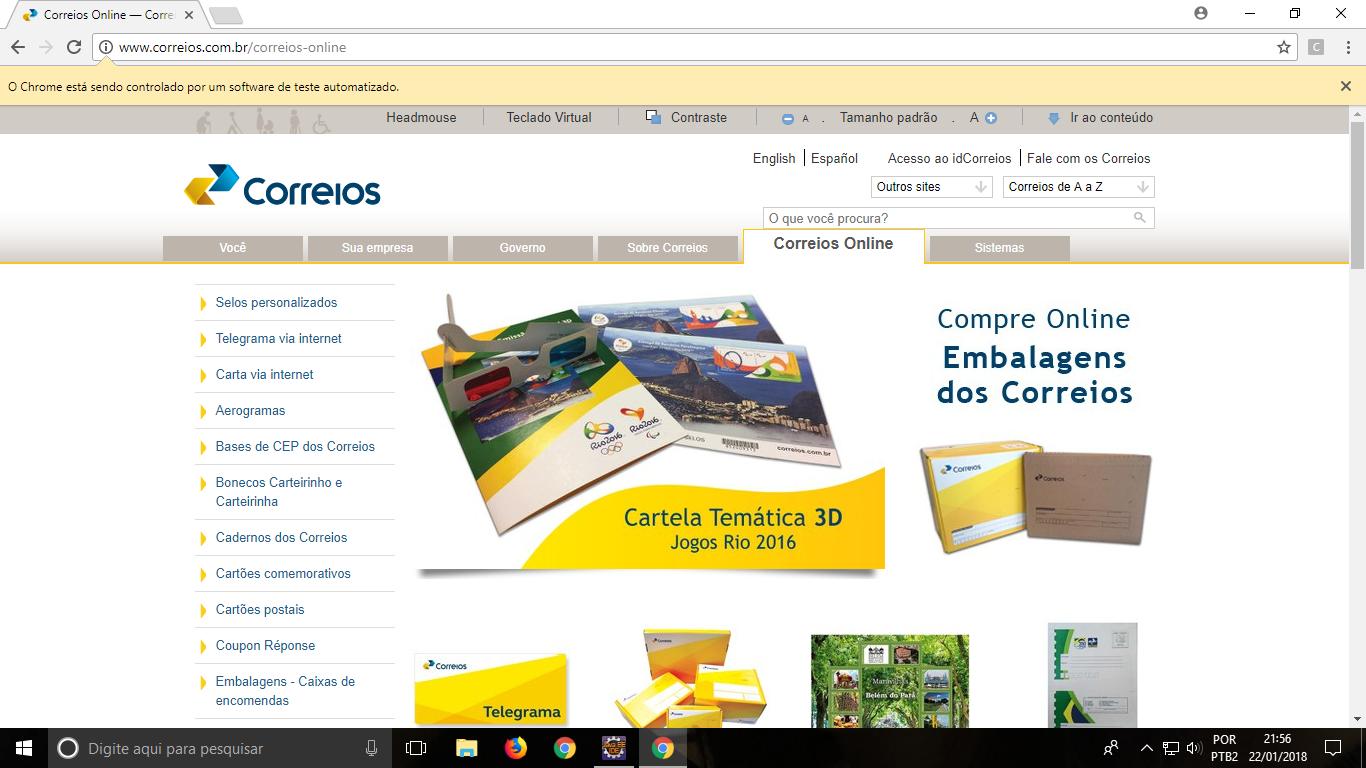 Correios Online — Corre
www.correios.com.br/correios-online
O Chrome está sendo controlado por um software de teste automatizado.
Headmouse
Teclado Virtual
Contraste
A . Tamanho padrão . A
Ir ao conteúdo
English
Español
Acesso ao idCorreios
Fale com os Correios
Correios
Outros sites
Correios de A a Z
O que você procura?
Você
Sua empresa
Governo
Sobre Correios
Correios Online
Sistemas
Selos personalizados
Telegrama via internet
Carta via internet
Aerogramas
Bases de CEP dos Correios
Bonecos Carteirinho e
Carteirinha
Cadernos dos Correios
Cartões comemorativos
Cartões postais
Coupon Réponse
Embalagens - Caixas de
encomendas
Rio2016
Rio2016
correios.com.br
Cartela Temática 3D
Jogos Rio 2016
Compre Online
Embalagens
dos Correios
Correios
Correios
Correios
Telegrama
Correios
Maravilhas
Belém do Pará
Digite aqui para pesquisar
POR
PTB2
21:56
22/01/2018